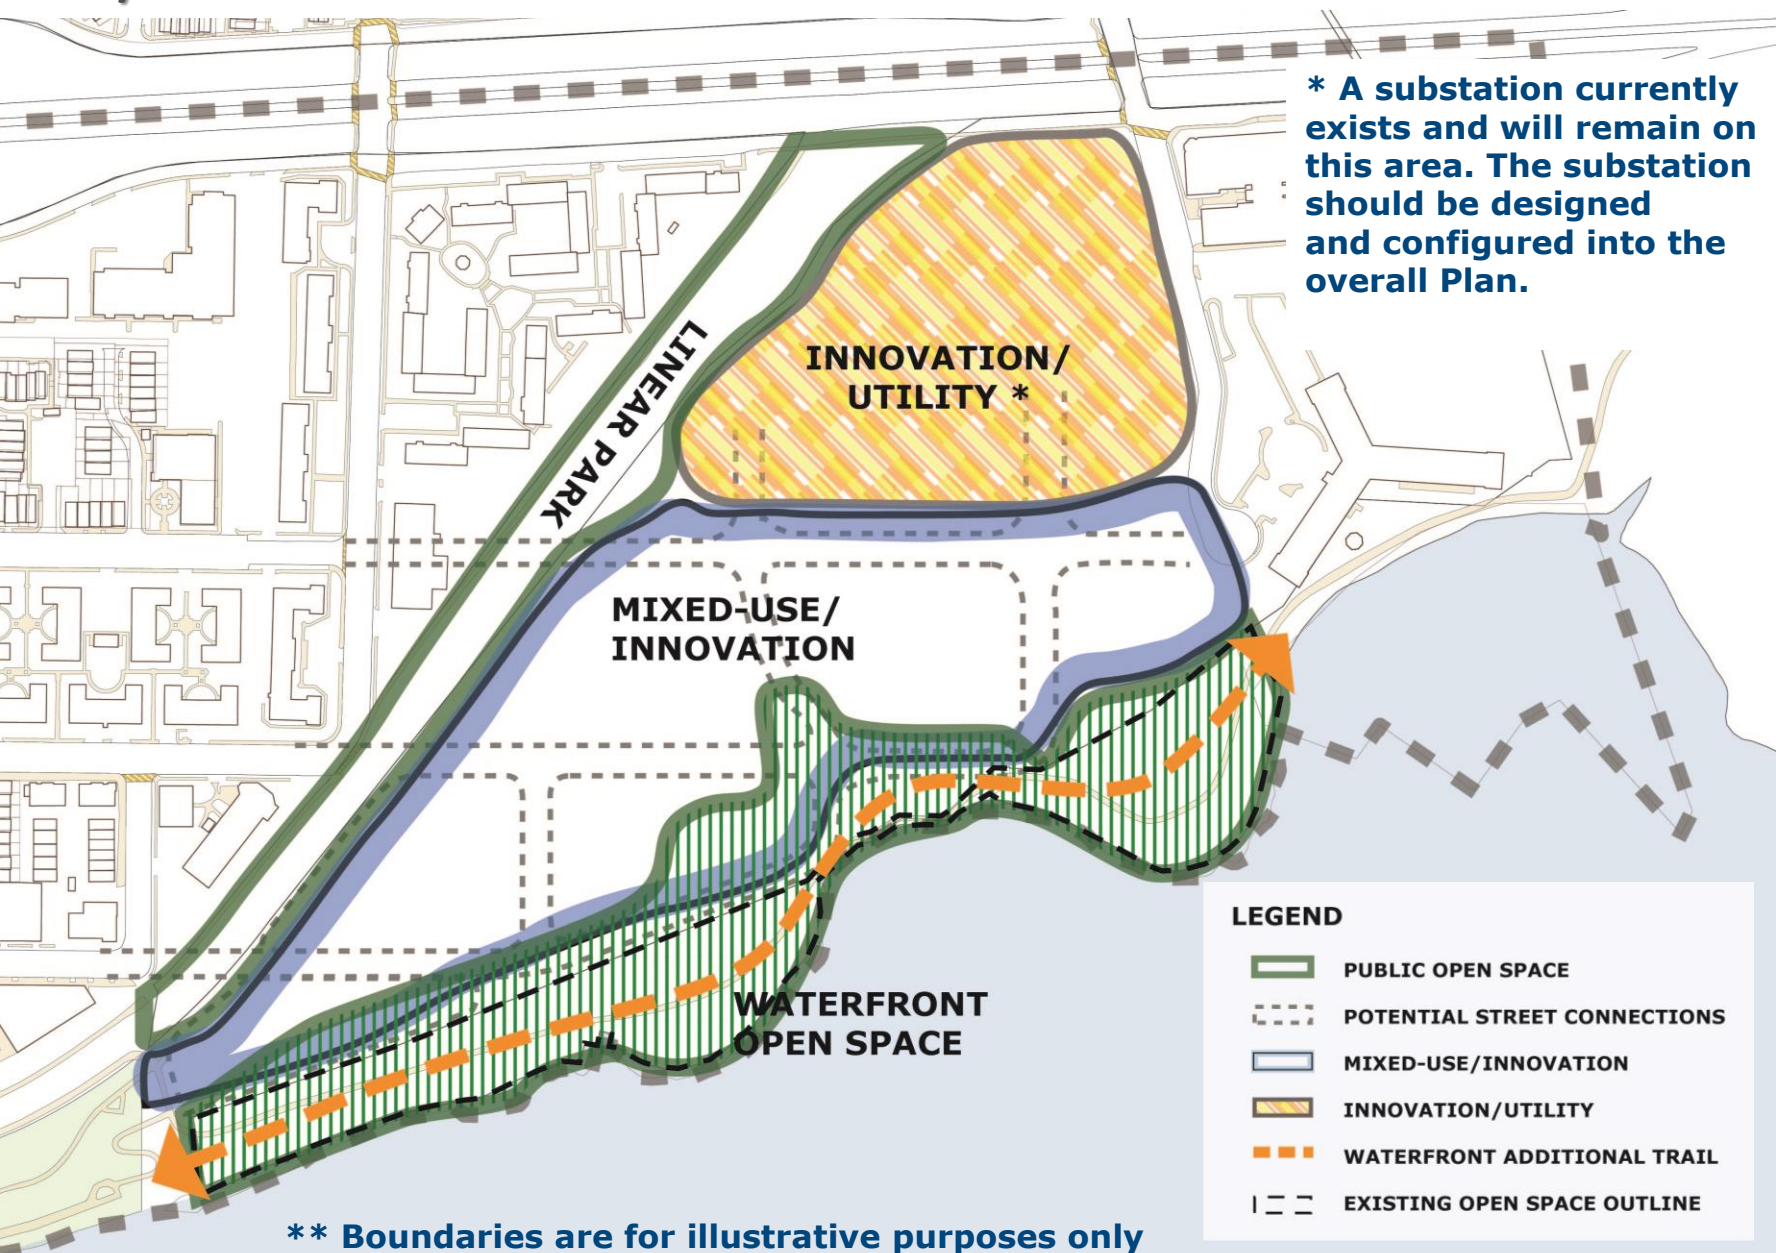 * A substation currently
exists and will remain on
this area. The substation
should be designed
and configured into the
overall Plan.
LINEAR PARK
INNOVATION/
UTILITY *
MIXED-USE/
INNOVATION
WATERFRONT
OPEN SPACE
LEGEND
PUBLIC OPEN SPACE
POTENTIAL STREET CONNECTIONS
MIXED-USE/INNOVATION
INNOVATION/UTILITY
WATERFRONT ADDITIONAL TRAIL
EXISTING OPEN SPACE OUTLINE
** Boundaries are for illustrative purposes only